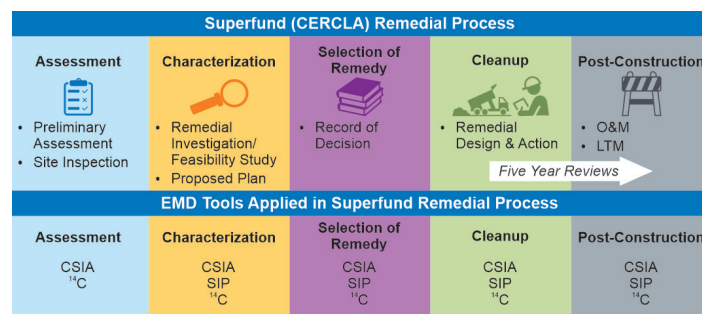 Superfund (CERCLA) Remedial Process
Assessment
• Preliminary
Assessment
• Site Inspection
Characterization
• Remedial
Investigation/
Feasibility Study
• Proposed Plan
Selection of
Remedy
• Record of
Decision
Cleanup
• Remedial
Design & Action
Post-Construction
• O&M
• LTM
Five Year Reviews
EMD Tools Applied in Superfund Remedial Process
Assessment
CSIA
¹⁴C
Characterization
CSIA
SIP
¹⁴C
Selection of
Remedy
CSIA
SIP
¹⁴C
Cleanup
CSIA
SIP
¹⁴C
Post-Construction
CSIA
SIP
¹⁴C